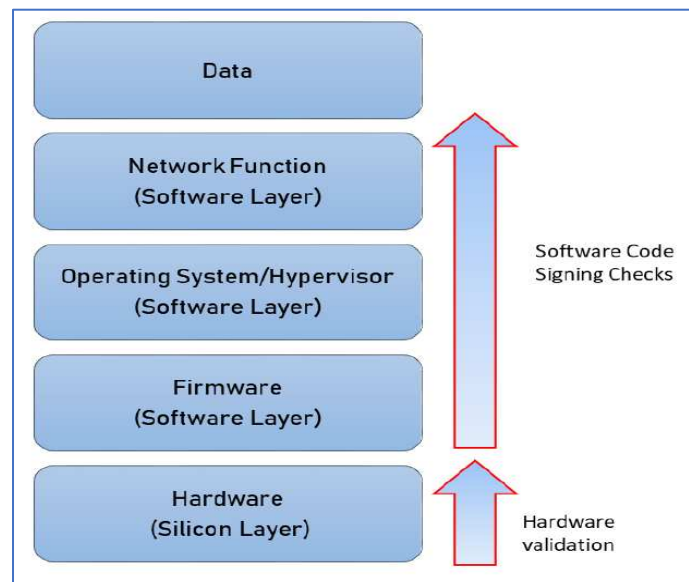 Data
Network Function
(Software Layer)
Operating System/Hypervisor
(Software Layer)
Software Code
Signing Checks
Firmware
(Software Layer)
Hardware
(Silicon Layer)
Hardware
validation